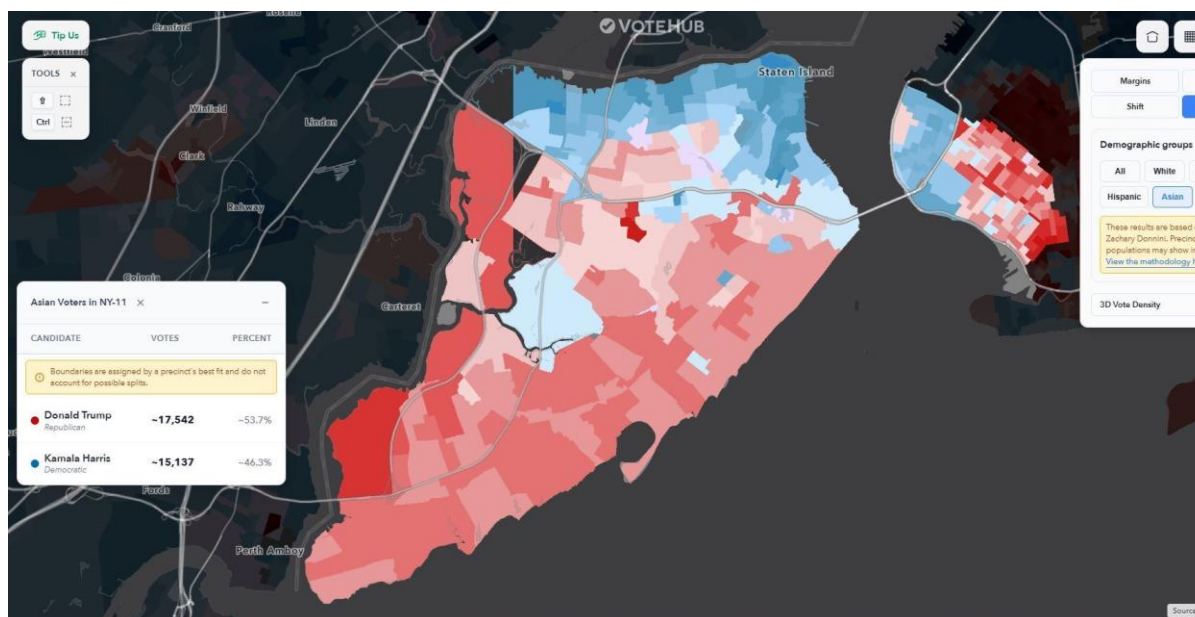 Cranford
Roselle
VOTEHUB
Tip Us
TOOLS ×
Ctrl
Winfield
Linden
Clark
Rahway
Colonia
Carteret
Fords
Perth Amboy
Staten Island
Asian Voters in NY-11 × –
CANDIDATE VOTES PERCENT
Boundaries are assigned by a precinct's best fit and do not
account for possible splits.
Donald Trump ~17,542 ~53.7%
Republican
Kamala Harris ~15,137 ~46.3%
Democratic
Margins
Shift
Demographic groups
All White
Hispanic Asian
These results are based
Zachary Donnini. Precinc
populations may show i
View the methodology h
3D Vote Density
Source